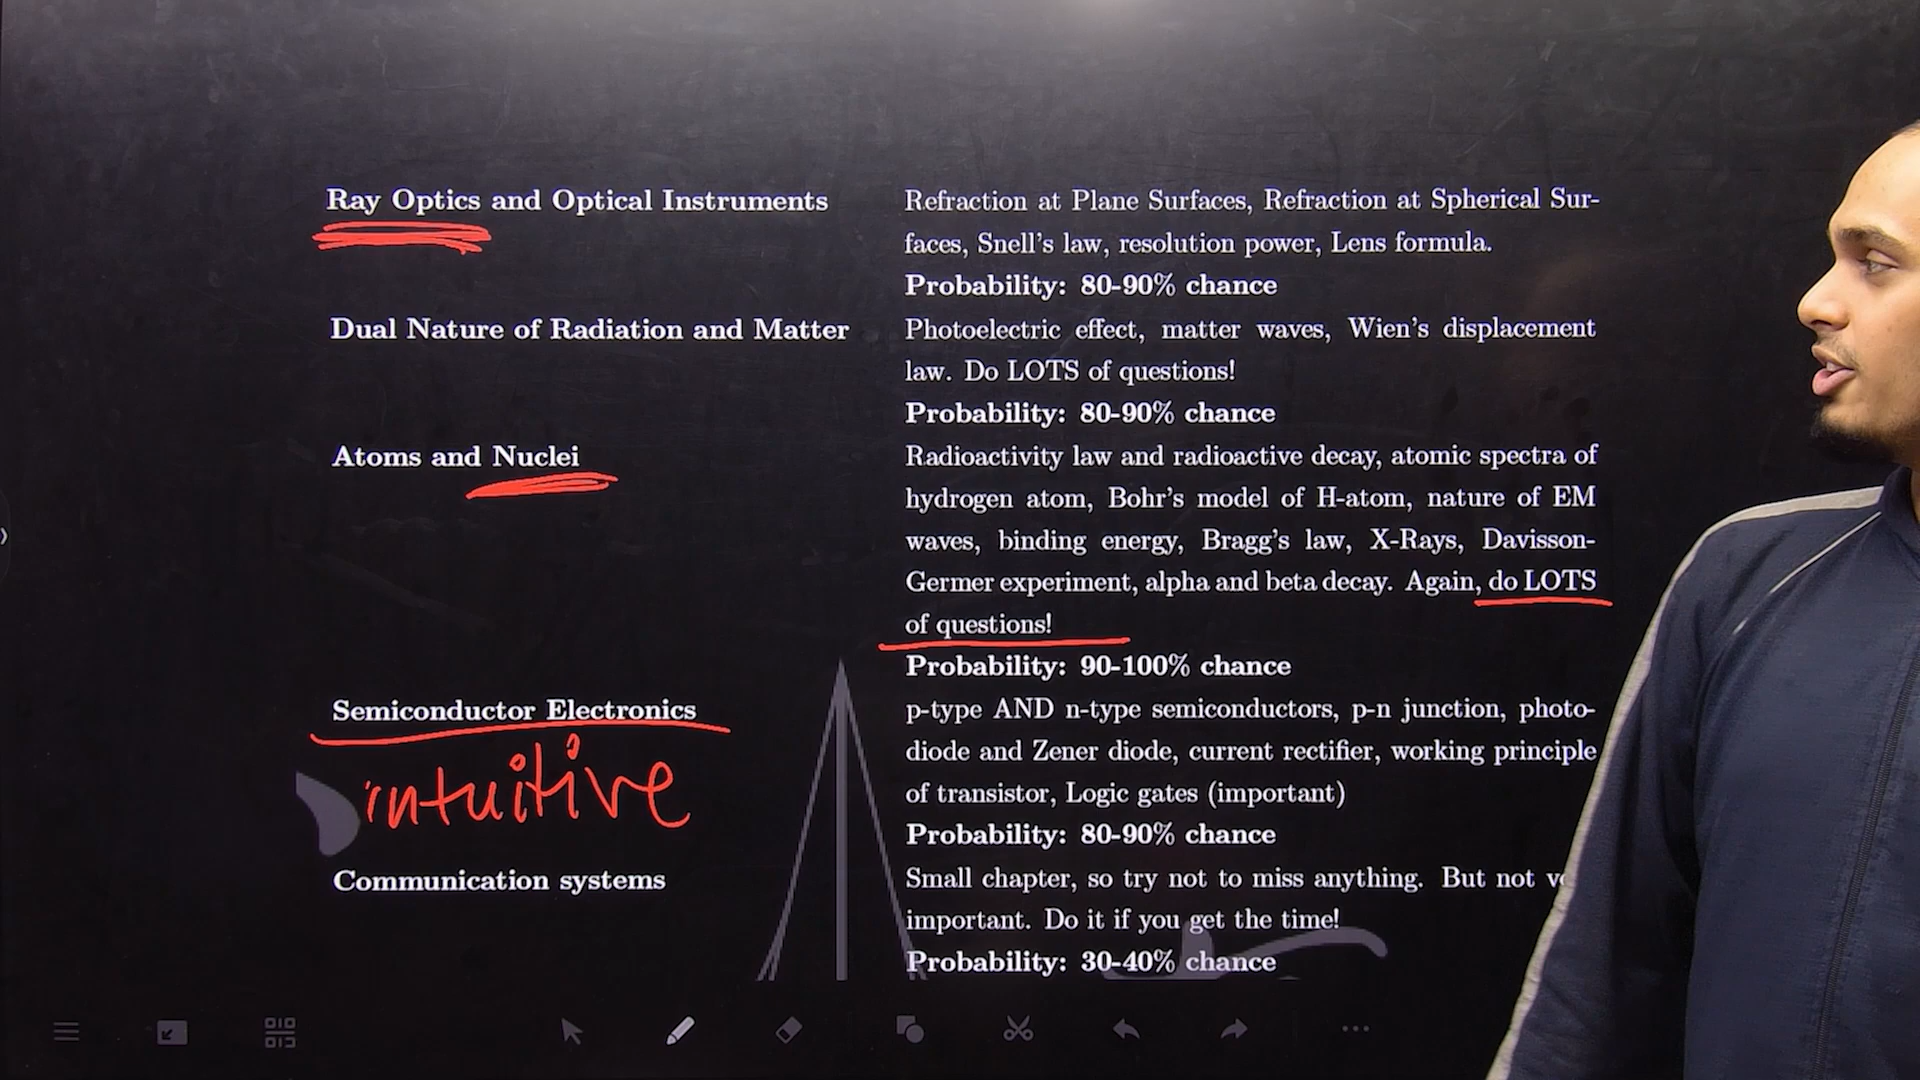 Ray Optics and Optical Instruments
Refraction at Plane Surfaces, Refraction at Spherical Sur-
faces, Snell's law, resolution power, Lens formula.
Probability: 80-90% chance
Dual Nature of Radiation and Matter
Photoelectric effect, matter waves, Wien's displacement
law. Do LOTS of questions!
Probability: 80-90% chance
Atoms and Nuclei
Radioactivity law and radioactive decay, atomic spectra of
hydrogen atom, Bohr's model of H-atom, nature of EM
waves, binding energy, Bragg's law, X-Rays, Davisson-
Germer experiment, alpha and beta decay. Again, do LOTS
of questions!
Probability: 90-100% chance
Semiconductor Electronics
intuitive
p-type AND n-type semiconductors, p-n junction, photo-
diode and Zener diode, current rectifier, working principle
of transistor, Logic gates (important)
Probability: 80-90% chance
Communication systems
Small chapter, so try not to miss anything. But not
important. Do it if you get the time!
Probability: 30-40% chance